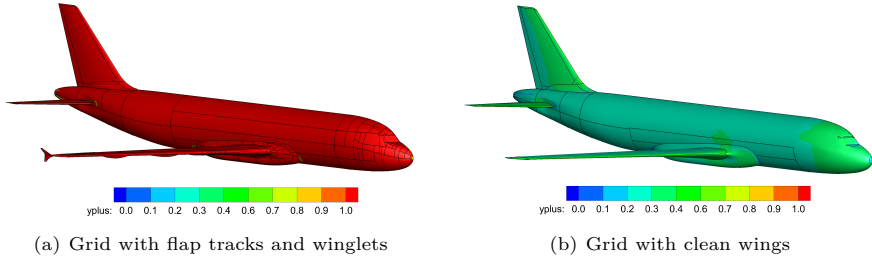 yplus: 0.0 0.1 0.2 0.3 0.4 0.6 0.7 0.8 0.9 1.0
yplus: 0.0 0.1 0.2 0.3 0.4 0.6 0.7 0.8 0.9 1.0
(a) Grid with flap tracks and winglets
(b) Grid with clean wings